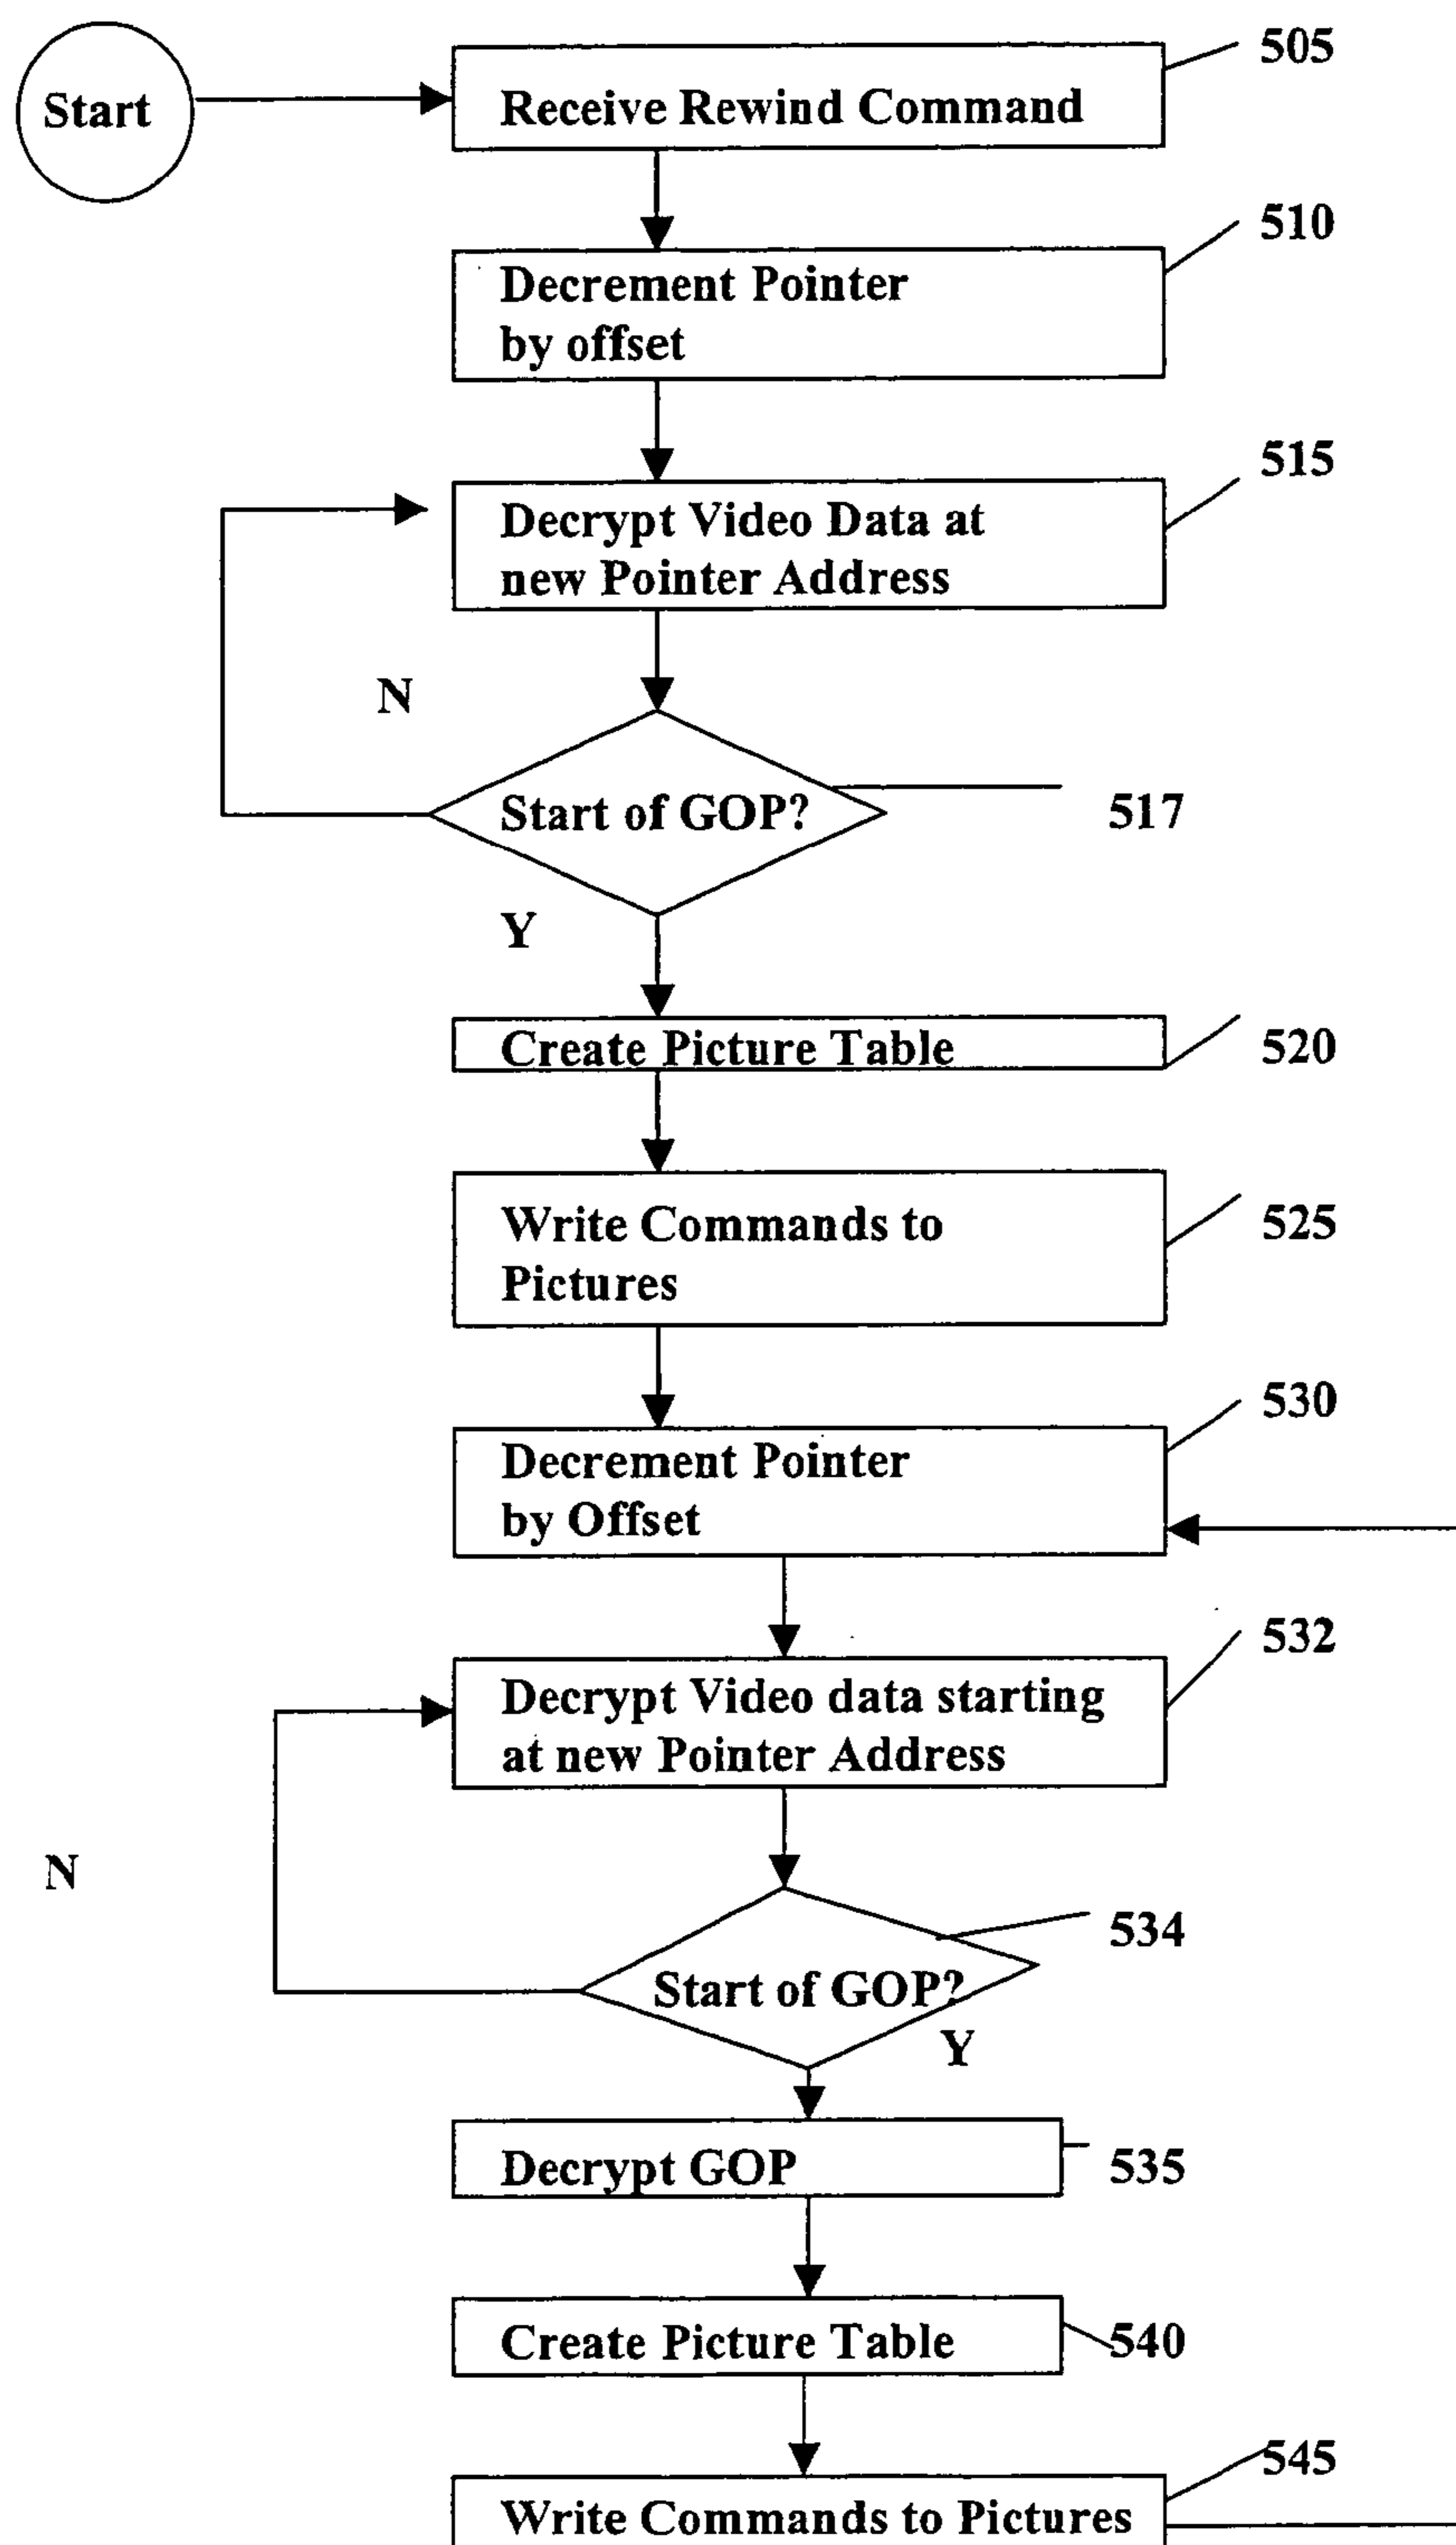 505
Start
Receive Rewind Command
510
Decrement Pointer
by offset
515
Decrypt Video Data at
new Pointer Address
N
Start of GOP?
517
Y
Create Picture Table
520
Write Commands to
Pictures
525
530
Decrement Pointer
by Offset
532
Decrypt Video data starting
at new Pointer Address
N
534
Start of GOP?
Y
Decrypt GOP
535
Create Picture Table
540
545
Write Commands to Pictures